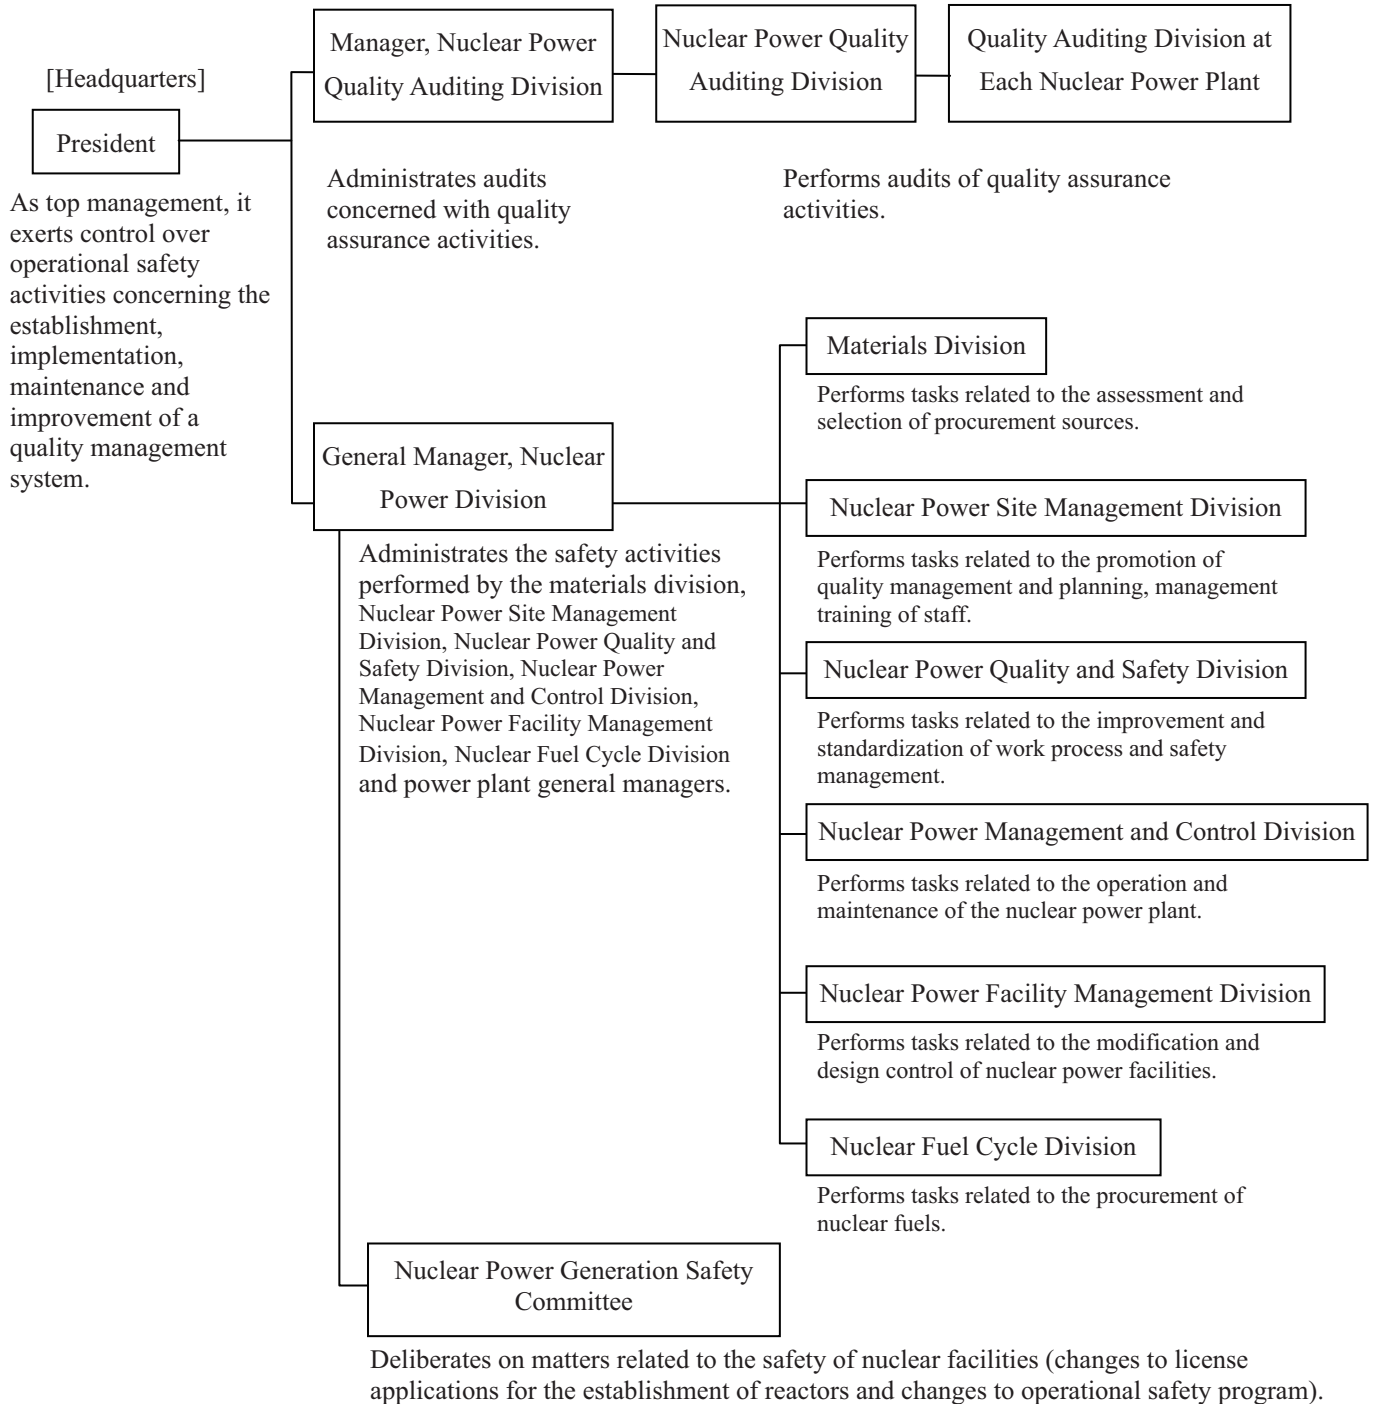 [Headquarters]
President
As top management, it
exerts control over
operational safety
activities concerning the
establishment,
implementation,
maintenance and
improvement of a
quality management
system.
Manager, Nuclear Power
Quality Auditing Division
Administrates audits
concerned with quality
assurance activities.
Nuclear Power Quality
Auditing Division
Quality Auditing Division at
Each Nuclear Power Plant
Performs audits of quality assurance
activities.
General Manager, Nuclear
Power Division
Administrates the safety activities
performed by the materials division,
Nuclear Power Site Management
Division, Nuclear Power Quality and
Safety Division, Nuclear Power
Management and Control Division,
Nuclear Power Facility Management
Division, Nuclear Fuel Cycle Division
and power plant general managers.
Materials Division
Performs tasks related to the assessment and
selection of procurement sources.
Nuclear Power Site Management Division
Performs tasks related to the promotion of
quality management and planning, management
training of staff.
Nuclear Power Quality and Safety Division
Performs tasks related to the improvement and
standardization of work process and safety
management.
Nuclear Power Management and Control Division
Performs tasks related to the operation and
maintenance of the nuclear power plant.
Nuclear Power Facility Management Division
Performs tasks related to the modification and
design control of nuclear power facilities.
Nuclear Fuel Cycle Division
Performs tasks related to the procurement of
nuclear fuels.
Nuclear Power Generation Safety
Committee
Deliberates on matters related to the safety of nuclear facilities (changes to license
applications for the establishment of reactors and changes to operational safety program).